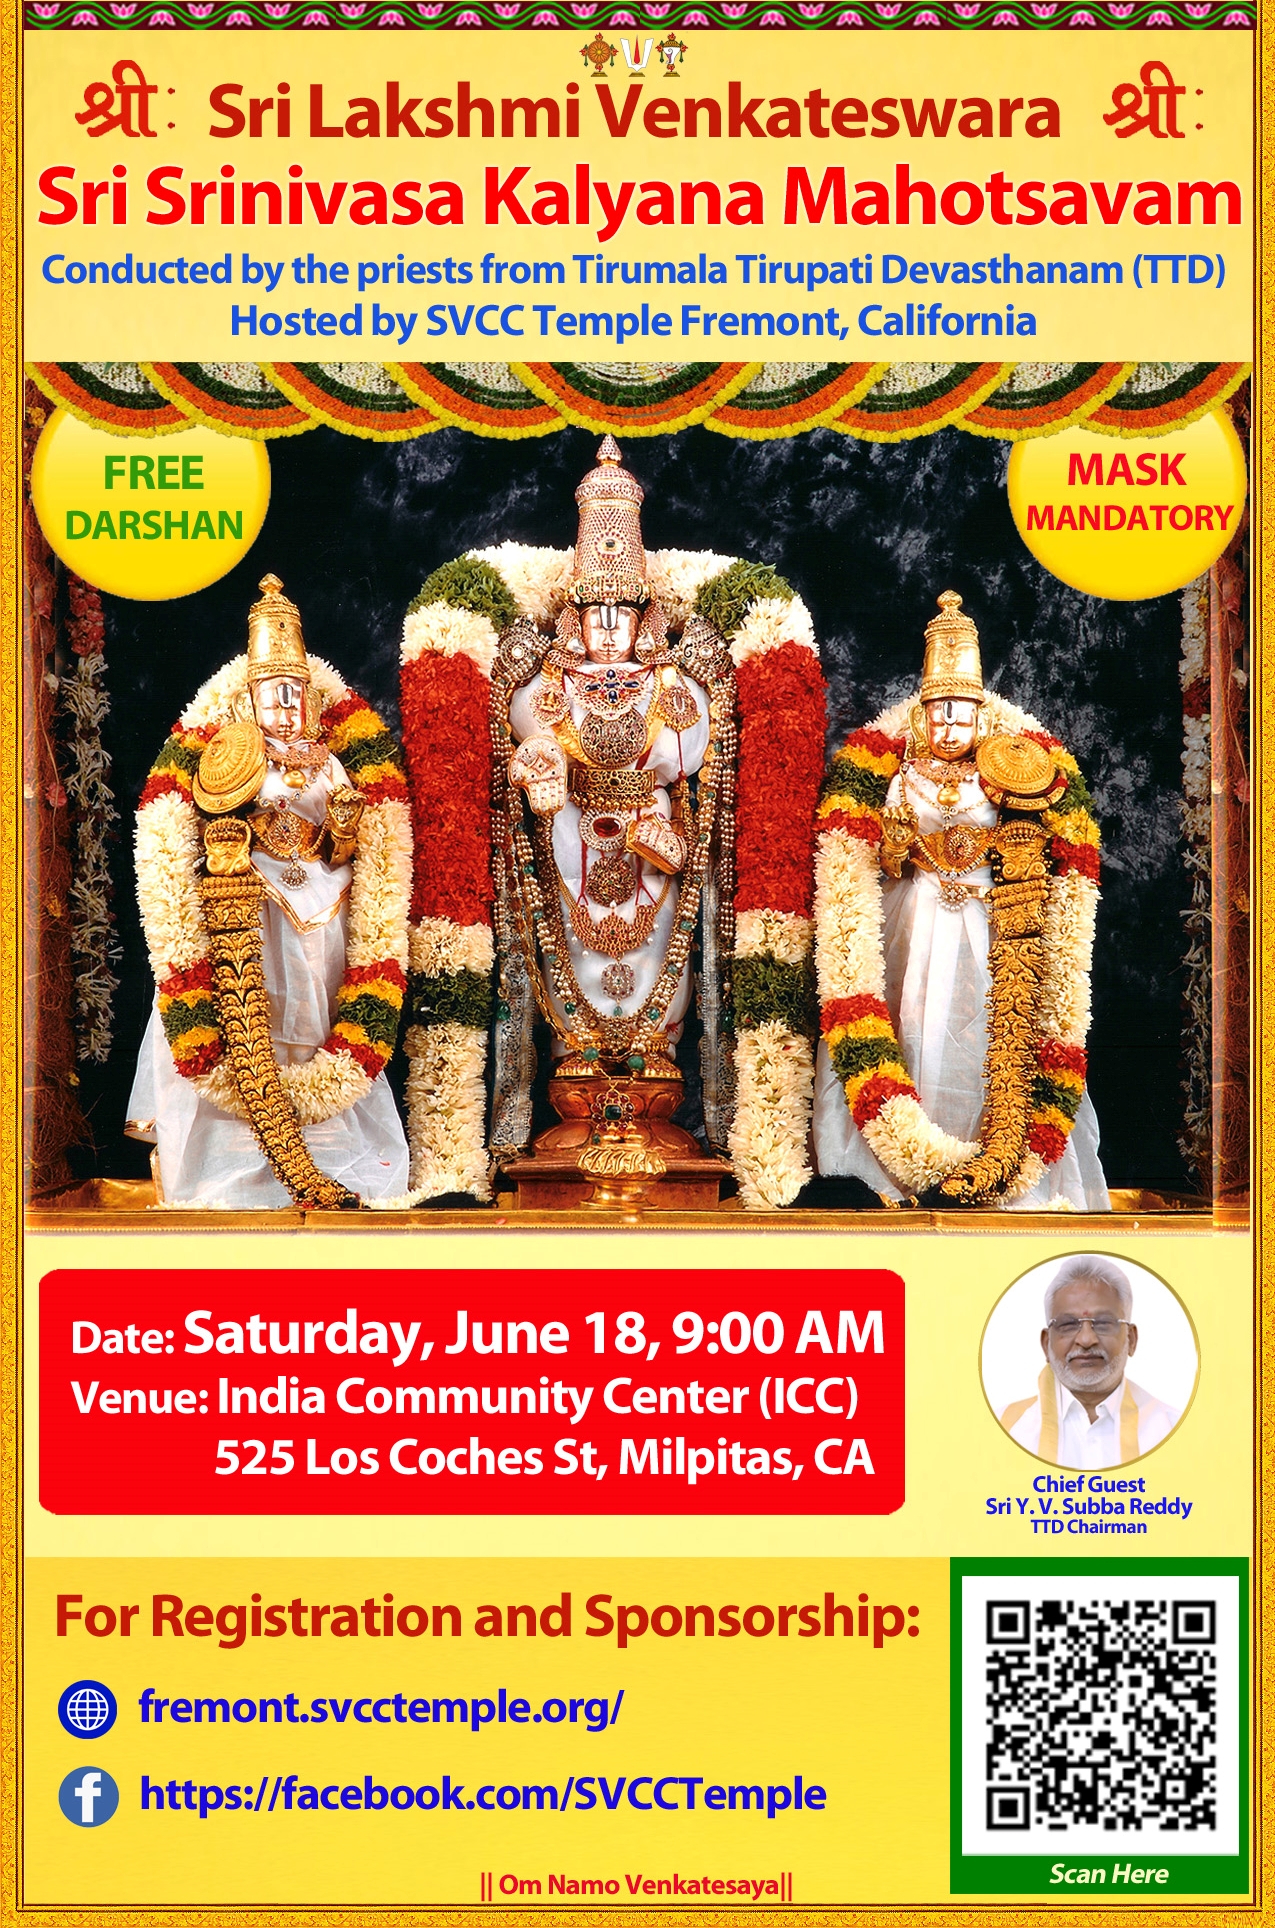 श्री: Sri Lakshmi Venkateswara श्री:
Sri Srinivasa Kalyana Mahotsavam
Conducted by the priests from Tirumala Tirupati Devasthanam (TTD)
Hosted by SVCC Temple Fremont, California
FREE
DARSHAN
MASK
MANDATORY
Date: Saturday, June 18, 9:00 AM
Venue: India Community Center (ICC)
525 Los Coches St, Milpitas, CA
Chief Guest
Sri Y. V. Subba Reddy
TTD Chairman
For Registration and Sponsorship:
fremont.svcctemple.org/
f https://facebook.com/SVCCTemple
Scan Here
|| Om Namo Venkatesaya||